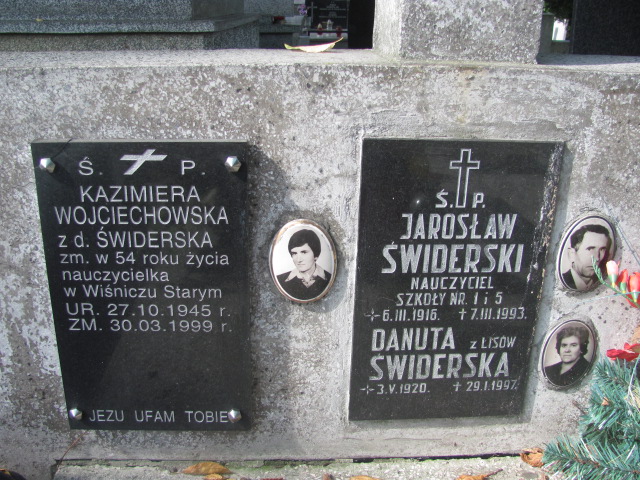 Ś. P.
KAZIMIERA
WOJCIECHOWSKA
z d. ŚWIDERSKA
zm. w 54 roku życia
nauczycielka
w Wiśniczu Starym
UR. 27.10.1945 r.
ZM. 30.03.1999 r.
JEZU UFAM TOBIE
Ś. P.
JAROSŁAW
ŚWIDERSKI
NAUCZYCIEL
SZKOŁY NR. 1 i 5
6.III.1916. +7.III.1993.
DANUTA z LISÓW
ŚWIDERSKA
3.V.1920. +29.I.1997.